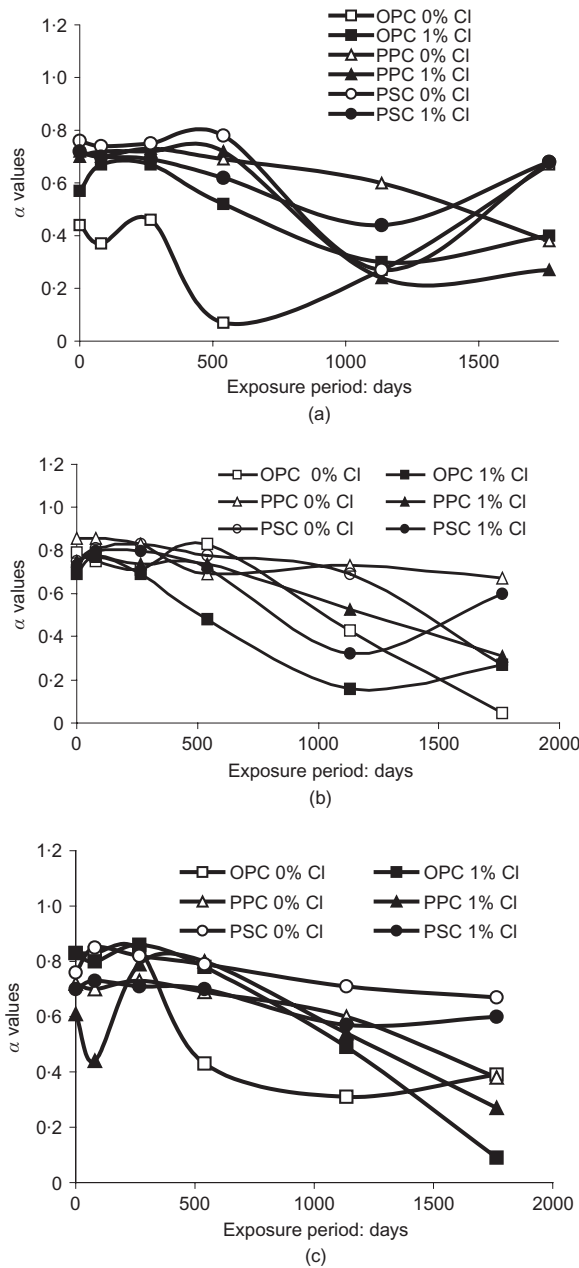 OPC 0% Cl
OPC 1% Cl
PPC 0% Cl
PPC 1% Cl
PSC 0% Cl
PSC 1% Cl
1·2
1·0
0·8
0·6
0·4
0·2
0
α values
0 500 1000 1500
Exposure period: days
(a)
OPC 0% Cl OPC 1% Cl
PPC 0% Cl PPC 1% Cl
PSC 0% Cl PSC 1% Cl
1·2
1·0
0·8
0·6
0·4
0·2
0
α values
0 500 1000 1500 2000
Exposure period: days
(b)
OPC 0% Cl OPC 1% Cl
PPC 0% Cl PPC 1% Cl
PSC 0% Cl PSC 1% Cl
1·2
1·0
0·8
0·6
0·4
0·2
0
α values
0 500 1000 1500 2000
Exposure period: days
(c)